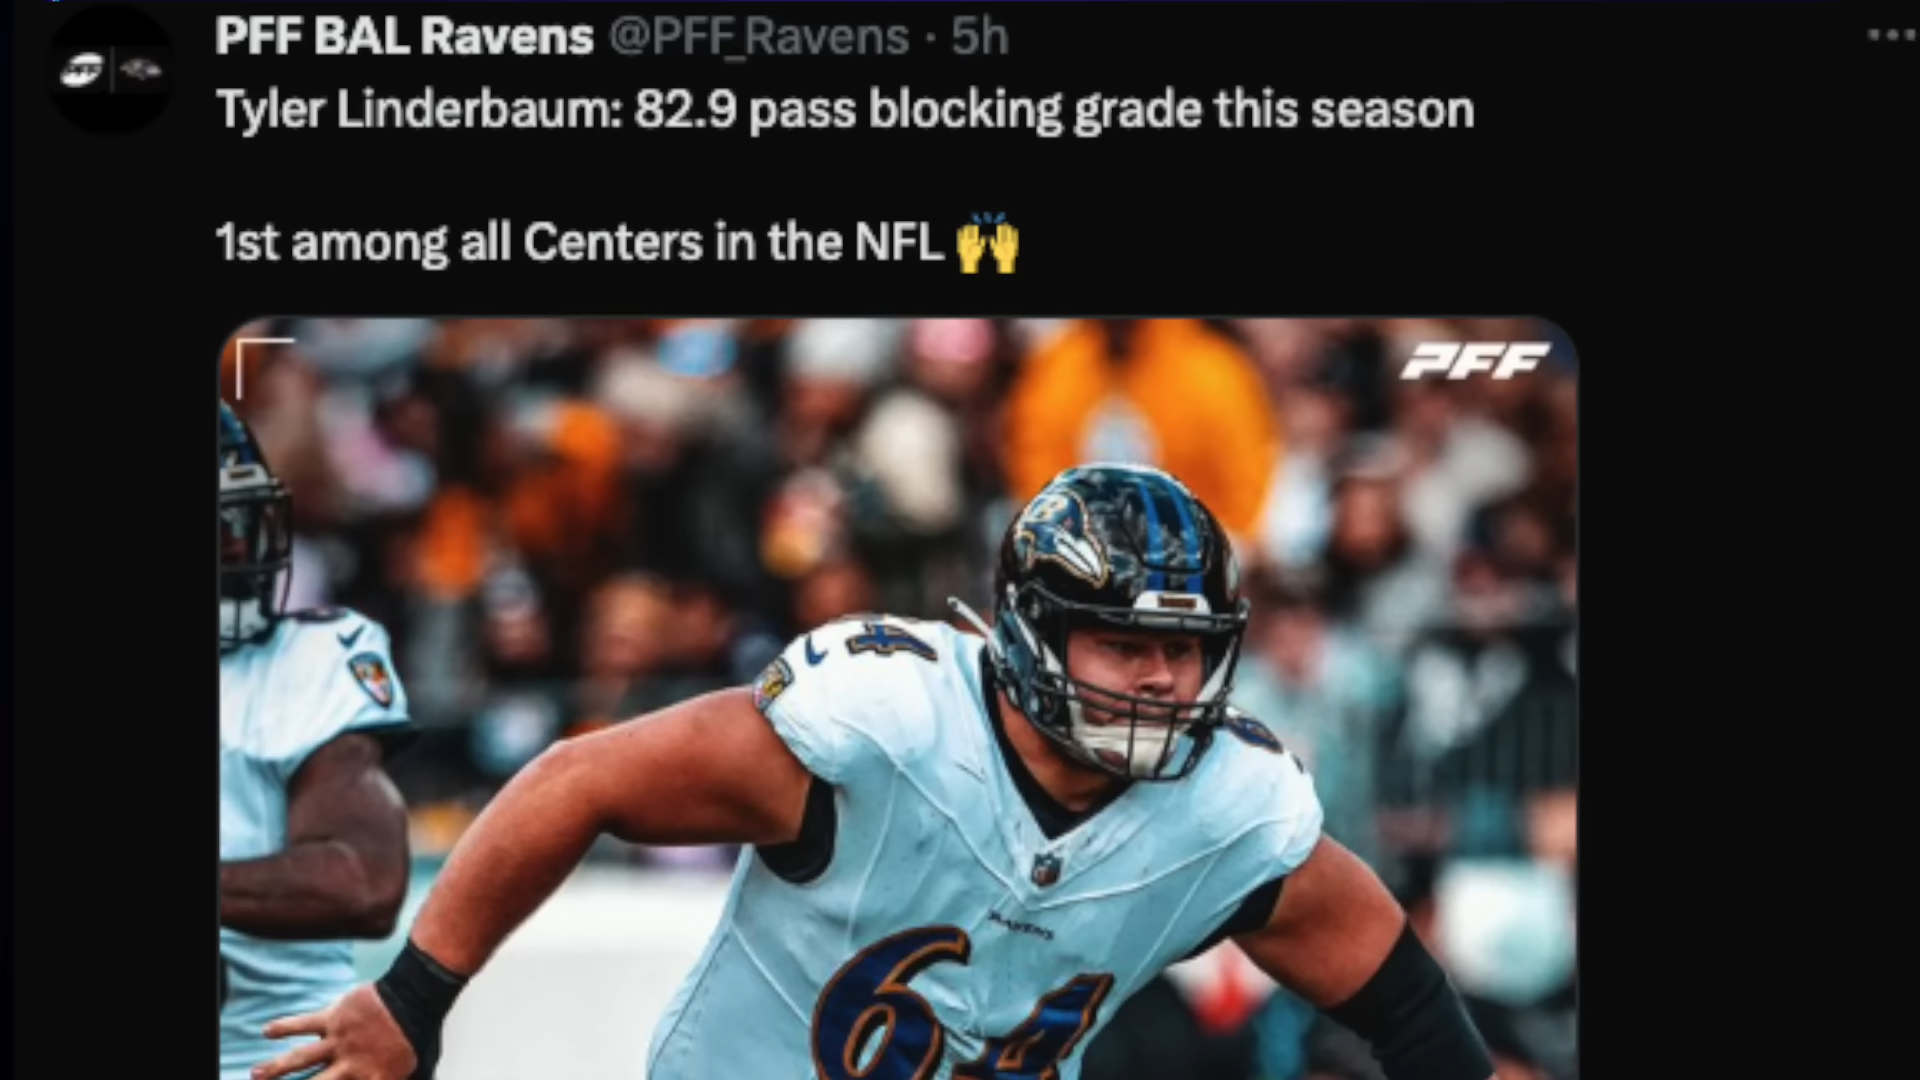 PFF BAL Ravens @PFF_Ravens · 5h
Tyler Linderbaum: 82.9 pass blocking grade this season
1st among all Centers in the NFL 🙌
PFF
RAVENS
64